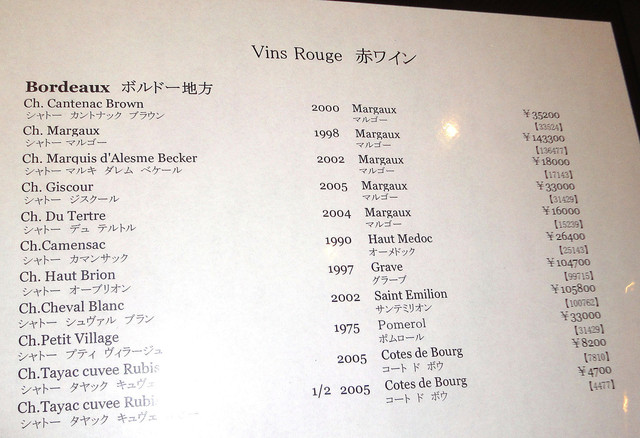 Vins Rouge 赤ワイン
Bordeaux ボルドー地方
Ch. Cantenac Brown 2000 Margaux ¥35200
シャトー カントナック ブラウン マルゴー 【33524】
Ch. Margaux 1998 Margaux ¥143300
シャトー マルゴー マルゴー 【136477】
Ch. Marquis d'Alesme Becker 2002 Margaux ¥18000
シャトー マルキ ダレム ベケール マルゴー 【17143】
Ch. Giscour 2005 Margaux ¥33000
シャトー ジスクール マルゴー 【31429】
Ch. Du Tertre 2004 Margaux ¥16000
シャトー デュ テルトル マルゴー 【15239】
Ch.Camensac 1990 Haut Medoc ¥26400
シャトー カマンサック オーメドック 【25143】
Ch. Haut Brion 1997 Grave ¥104700
シャトー オーブリオン グラーブ 【99715】
Ch.Cheval Blanc 2002 Saint Emilion ¥105800
シャトー シュヴァル ブラン サンテミリオン 【100762】
Ch.Petit Village 1975 Pomerol ¥33000
シャトー プティ ヴィラージュ ポムロール 【31429】
Ch.Tayac cuvee Rubis 2005 Cotes de Bourg ¥8200
シャトー タヤック キュヴェ コート ド ボウ 【7810】
Ch.Tayac cuvee Rubi 1/2 2005 Cotes de Bourg ¥4700
シャトー タヤック キュヴェ コート ド ボウ 【4477】